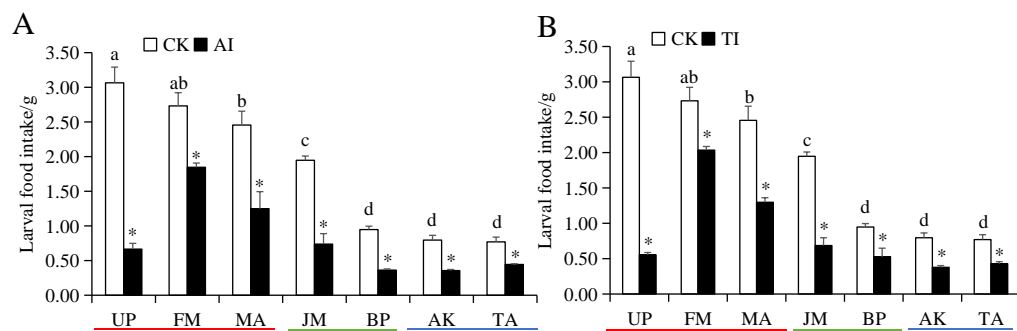 A
CK AI
Larval food intake/g
3.50
3.00
2.50
2.00
1.50
1.00
0.50
0.00
a
*
ab
*
b
*
c
*
d
*
d
*
d
*
UP FM MA JM BP AK TA
B
CK TI
Larval food intake/g
3.50
3.00
2.50
2.00
1.50
1.00
0.50
0.00
a
*
ab
*
b
*
c
*
d
*
d
*
d
*
UP FM MA JM BP AK TA